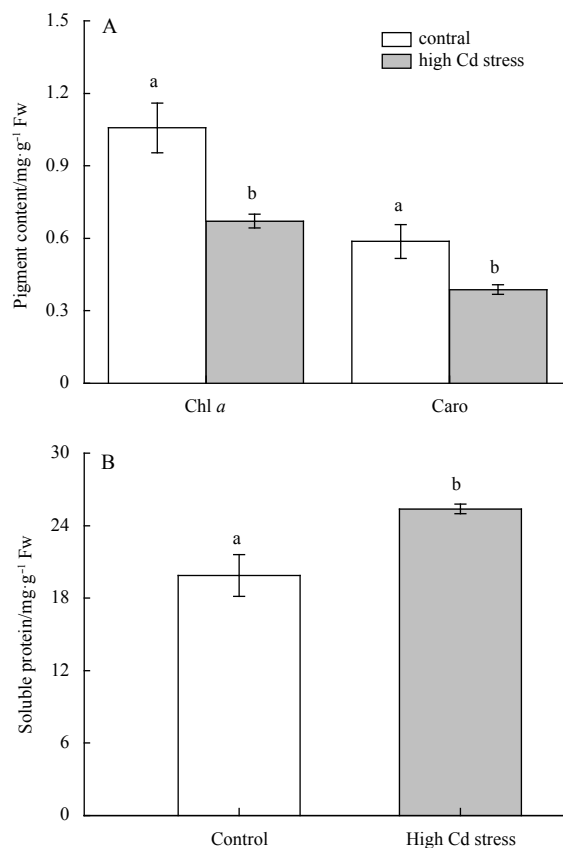 A
control
high Cd stress
Pigment content/mg·g⁻¹ Fw
1.5
1.2
0.9
0.6
0.3
0
a
b
a
b
Chl a
Caro
B
Soluble protein/mg·g⁻¹ Fw
30
24
18
12
6
0
a
b
Control
High Cd stress